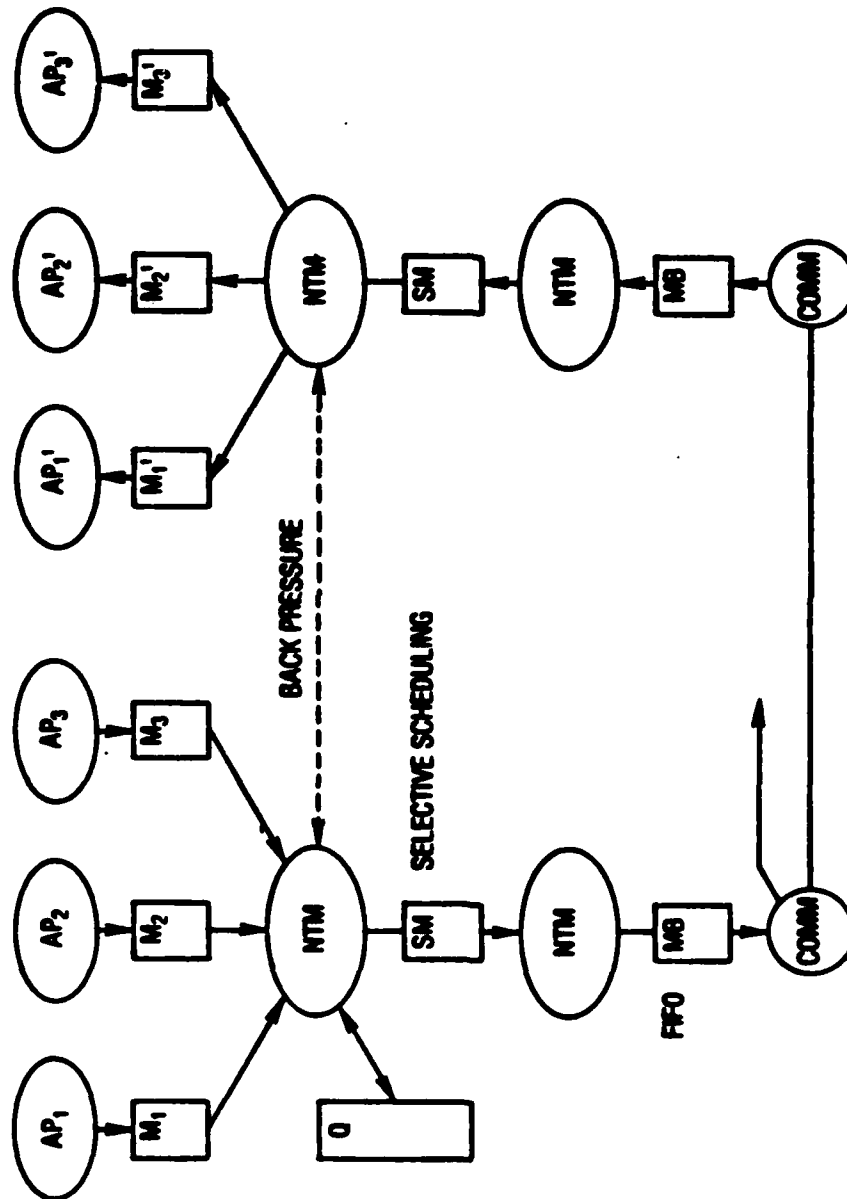 AP₁
AP₂
AP₃
AP₁'
AP₂'
AP₃'
M₁
M₂
M₃
M₁'
M₂'
M₃'
BACK PRESSURE
NTM
NTM
Q
SM
SELECTIVE SCHEDULING
SM
NTM
NTM
FIFO
MB
MB
COMM
COMM